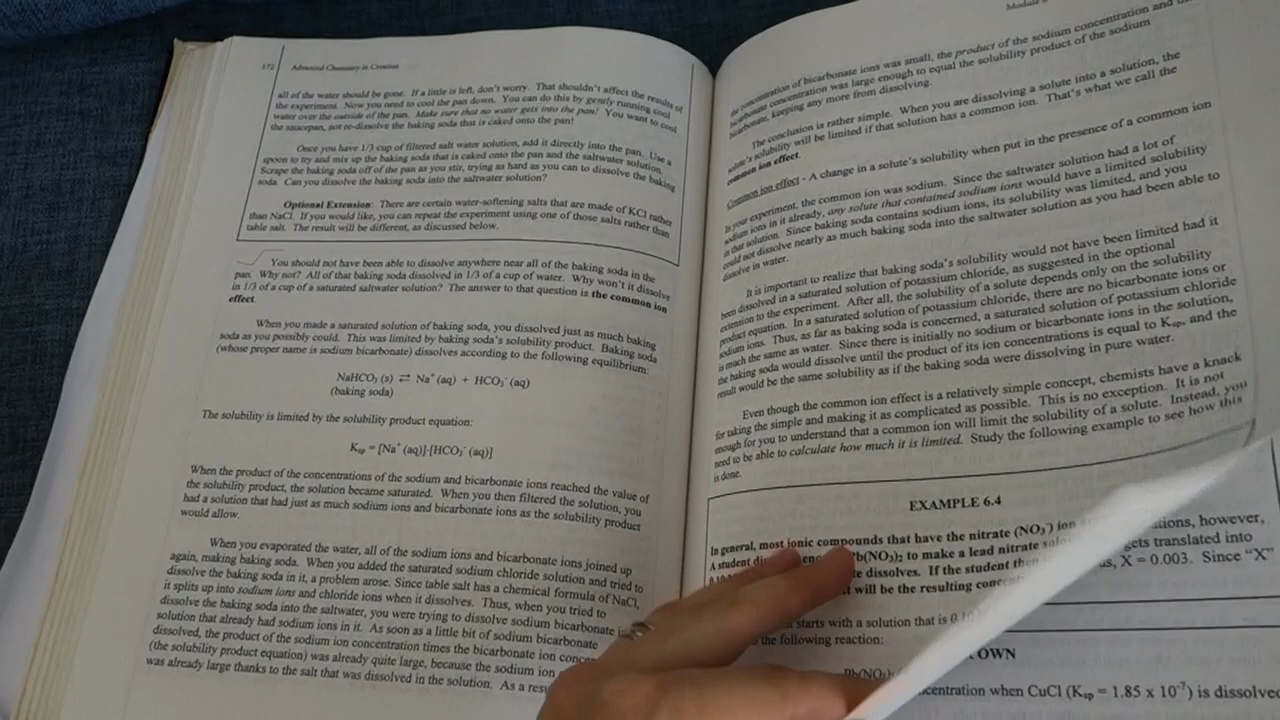 172 Advanced Chemistry in Creation
all of the water should be gone. If a little is left, don't worry. That shouldn't affect the results of
the experiment. Now you need to cool the pan down. You can do this by gently running cool
water over the outside of the pan. Make sure that no water gets into the pan! You want to cool
the saucepan, not re-dissolve the baking soda that is caked onto the pan!
Once you have 1/3 cup of filtered salt water solution, add it directly into the pan. Use a
spoon to try and mix up the baking soda that is caked onto the pan and the saltwater solution.
Scrape the baking soda off of the pan as you stir, trying as hard as you can to dissolve the baking
soda. Can you dissolve the baking soda into the saltwater solution?
Optional Extension: There are certain water-softening salts that are made of KCl rather
than NaCl. If you would like, you can repeat the experiment using one of those salts rather than
table salt. The result will be different, as discussed below.
You should not have been able to dissolve anywhere near all of the baking soda in the
pan. Why not? All of that baking soda dissolved in 1/3 of a cup of water. Why won't it dissolve
in 1/3 of a cup of a saturated saltwater solution? The answer to that question is the common ion
effect.
When you made a saturated solution of baking soda, you dissolved just as much baking
soda as you possibly could. This was limited by baking soda's solubility product. Baking soda
(whose proper name is sodium bicarbonate) dissolves according to the following equilibrium:
NaHCO₃ (s) ⇌ Na⁺ (aq) + HCO₃⁻ (aq)
(baking soda)
The solubility is limited by the solubility product equation:
Kₛₚ = [Na⁺ (aq)]·[HCO₃⁻ (aq)]
When the product of the concentrations of the sodium and bicarbonate ions reached the value of
the solubility product, the solution became saturated. When you then filtered the solution, you
had a solution that had just as much sodium ions and bicarbonate ions as the solubility product
would allow.
When you evaporated the water, all of the sodium ions and bicarbonate ions joined up
again, making baking soda. When you added the saturated sodium chloride solution and tried to
dissolve the baking soda in it, a problem arose. Since table salt has a chemical formula of NaCl,
it splits up into sodium ions and chloride ions when it dissolves. Thus, when you tried to
dissolve the baking soda into the saltwater, you were trying to dissolve sodium bicarbonate
solution that already had sodium ions in it. As soon as a little bit of sodium bicarbonate
dissolved, the product of the sodium ion concentration times the bicarbonate ion
(the solubility product equation) was already quite large, because the sodium ion
was already large thanks to the salt that was dissolved in the solution. As a
concentration of bicarbonate ions was small, the product of the sodium concentration and
bicarbonate concentration was large enough to equal the solubility product of the sodium
bicarbonate, keeping any more from dissolving.
The conclusion is rather simple. When you are dissolving a solute into a solution, the
solute's solubility will be limited if that solution has a common ion. That's what we call the
common ion effect.
Common ion effect - A change in a solute's solubility when put in the presence of a common ion
In your experiment, the common ion was sodium. Since the saltwater solution had a lot of
sodium ions in it already, any solute that contained sodium ions would have a limited solubility
in that solution. Since baking soda contains sodium ions, its solubility was limited, and you
could not dissolve nearly as much baking soda into the saltwater solution as you had been able to
dissolve in water.
It is important to realize that baking soda's solubility would not have been limited had it
been dissolved in a saturated solution of potassium chloride, as suggested in the optional
extension to the experiment. After all, the solubility of a solute depends only on the solubility
product equation. In a saturated solution of potassium chloride, there are no bicarbonate ions or
sodium ions. Thus, as far as baking soda is concerned, a saturated solution of potassium chloride
is much the same as water. Since there is initially no sodium or bicarbonate ions in the solution,
the baking soda would dissolve until the product of its ion concentrations is equal to Kₛₚ, and the
result would be the same solubility as if the baking soda were dissolving in pure water.
Even though the common ion effect is a relatively simple concept, chemists have a knack
for taking the simple and making it as complicated as possible. This is no exception. It is not
enough for you to understand that a common ion will limit the solubility of a solute. Instead, you
need to be able to calculate how much it is limited. Study the following example to see how this
is done.
EXAMPLE 6.4
In general, most ionic compounds that have the nitrate (NO₃⁻) ion
however,
A student Pb(NO₃)₂ to make a lead nitrate
gets translated into
dissolves. If the student
X = 0.003. Since "X"
will be the resulting
starts with a solution that is
the following reaction:
OWN
when CuCl (Kₛₚ = 1.85 x 10⁻⁷) is dissolved